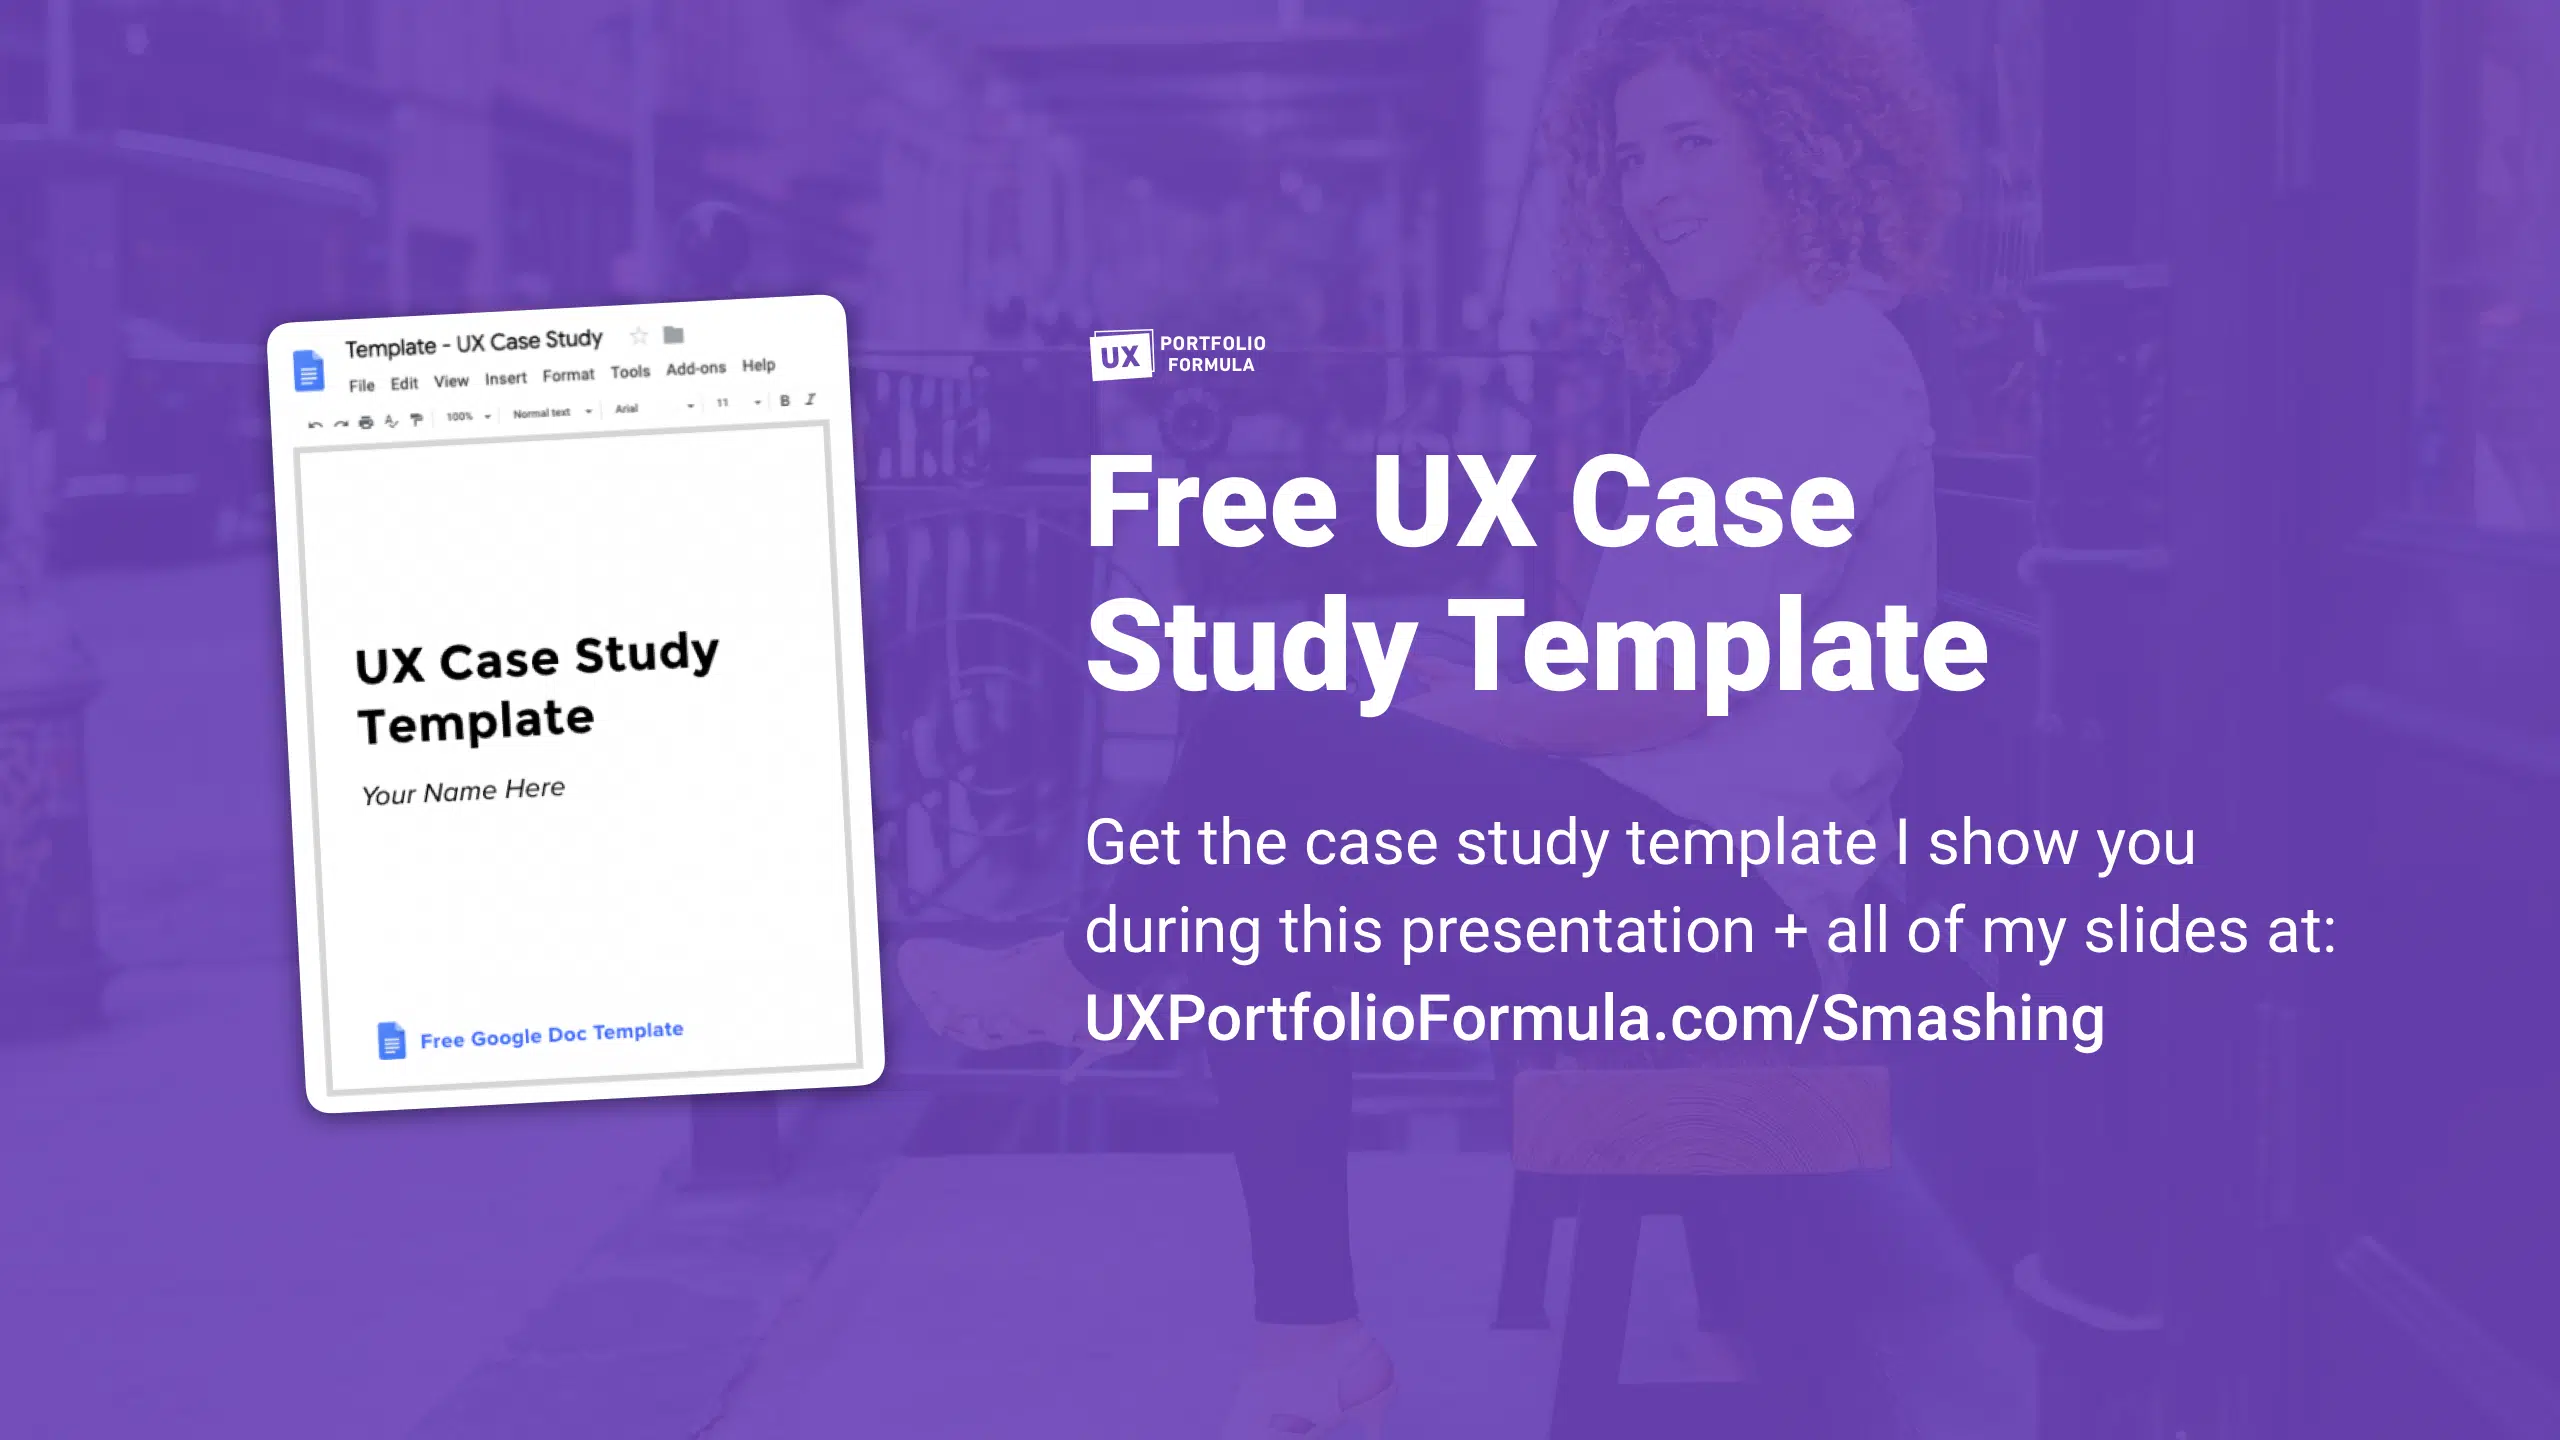 Template - UX Case Study
File Edit View Insert Format Tools Add-ons Help
100% Normal text Arial 11 B I
UX Case Study
Template
Your Name Here
Free Google Doc Template
UX PORTFOLIO
FORMULA
Free UX Case
Study Template
Get the case study template I show you
during this presentation + all of my slides at:
UXPortfolioFormula.com/Smashing